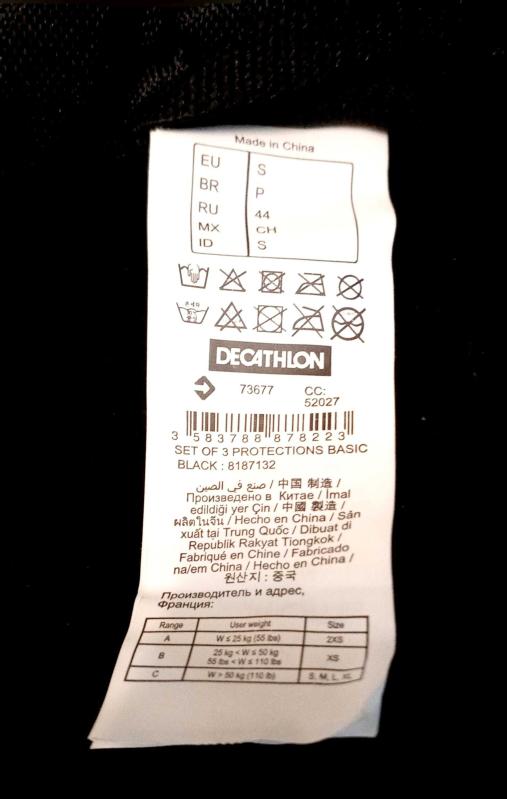 Made in China
EU S
BR P
RU 44
MX CH
ID S
DECATHLON
73677 CC: 52027
3 583788 878223
SET OF 3 PROTECTIONS BASIC
BLACK : 8187132
صنع في الصين / 中国 制造 /
Произведено в Китае / İmal
edildiği yer Çin / 中國 製造 /
ผลิตในจีน / Hecho en China / Sản
xuất tại Trung Quốc / Dibuat di
Republik Rakyat Tiongkok /
Fabriqué en Chine / Fabricado
na/em China / Hecho en China /
원산지 : 중국
Производитель и адрес,
Франция:
Range User weight Size
A W ≤ 25 kg (55 lbs) 2XS
B 25 kg < W ≤ 50 kg XS
55 lbs < W ≤ 110 lbs
C W > 50 kg (110 lb) S, M, L, XL